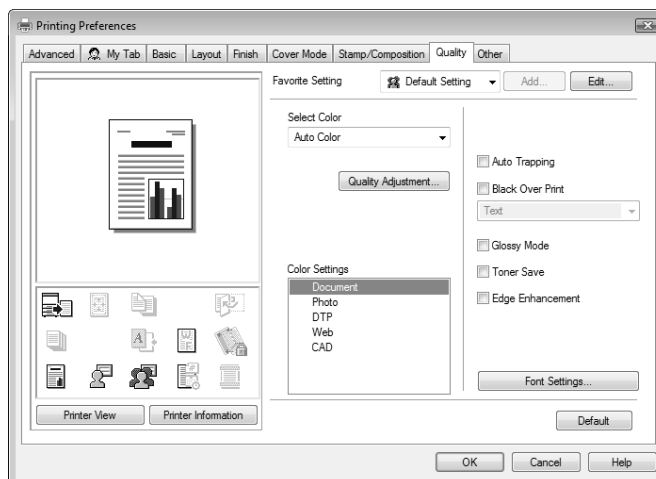 Printing Preferences
Advanced My Tab Basic Layout Finish Cover Mode Stamp/Composition Quality Other
Favorite Setting Default Setting Add... Edit...
Select Color
Auto Color
Quality Adjustment...
Color Settings
Document
Photo
DTP
Web
CAD
Auto Trapping
Black Over Print
Text
Glossy Mode
Toner Save
Edge Enhancement
Font Settings...
Printer View Printer Information
Default
OK Cancel Help